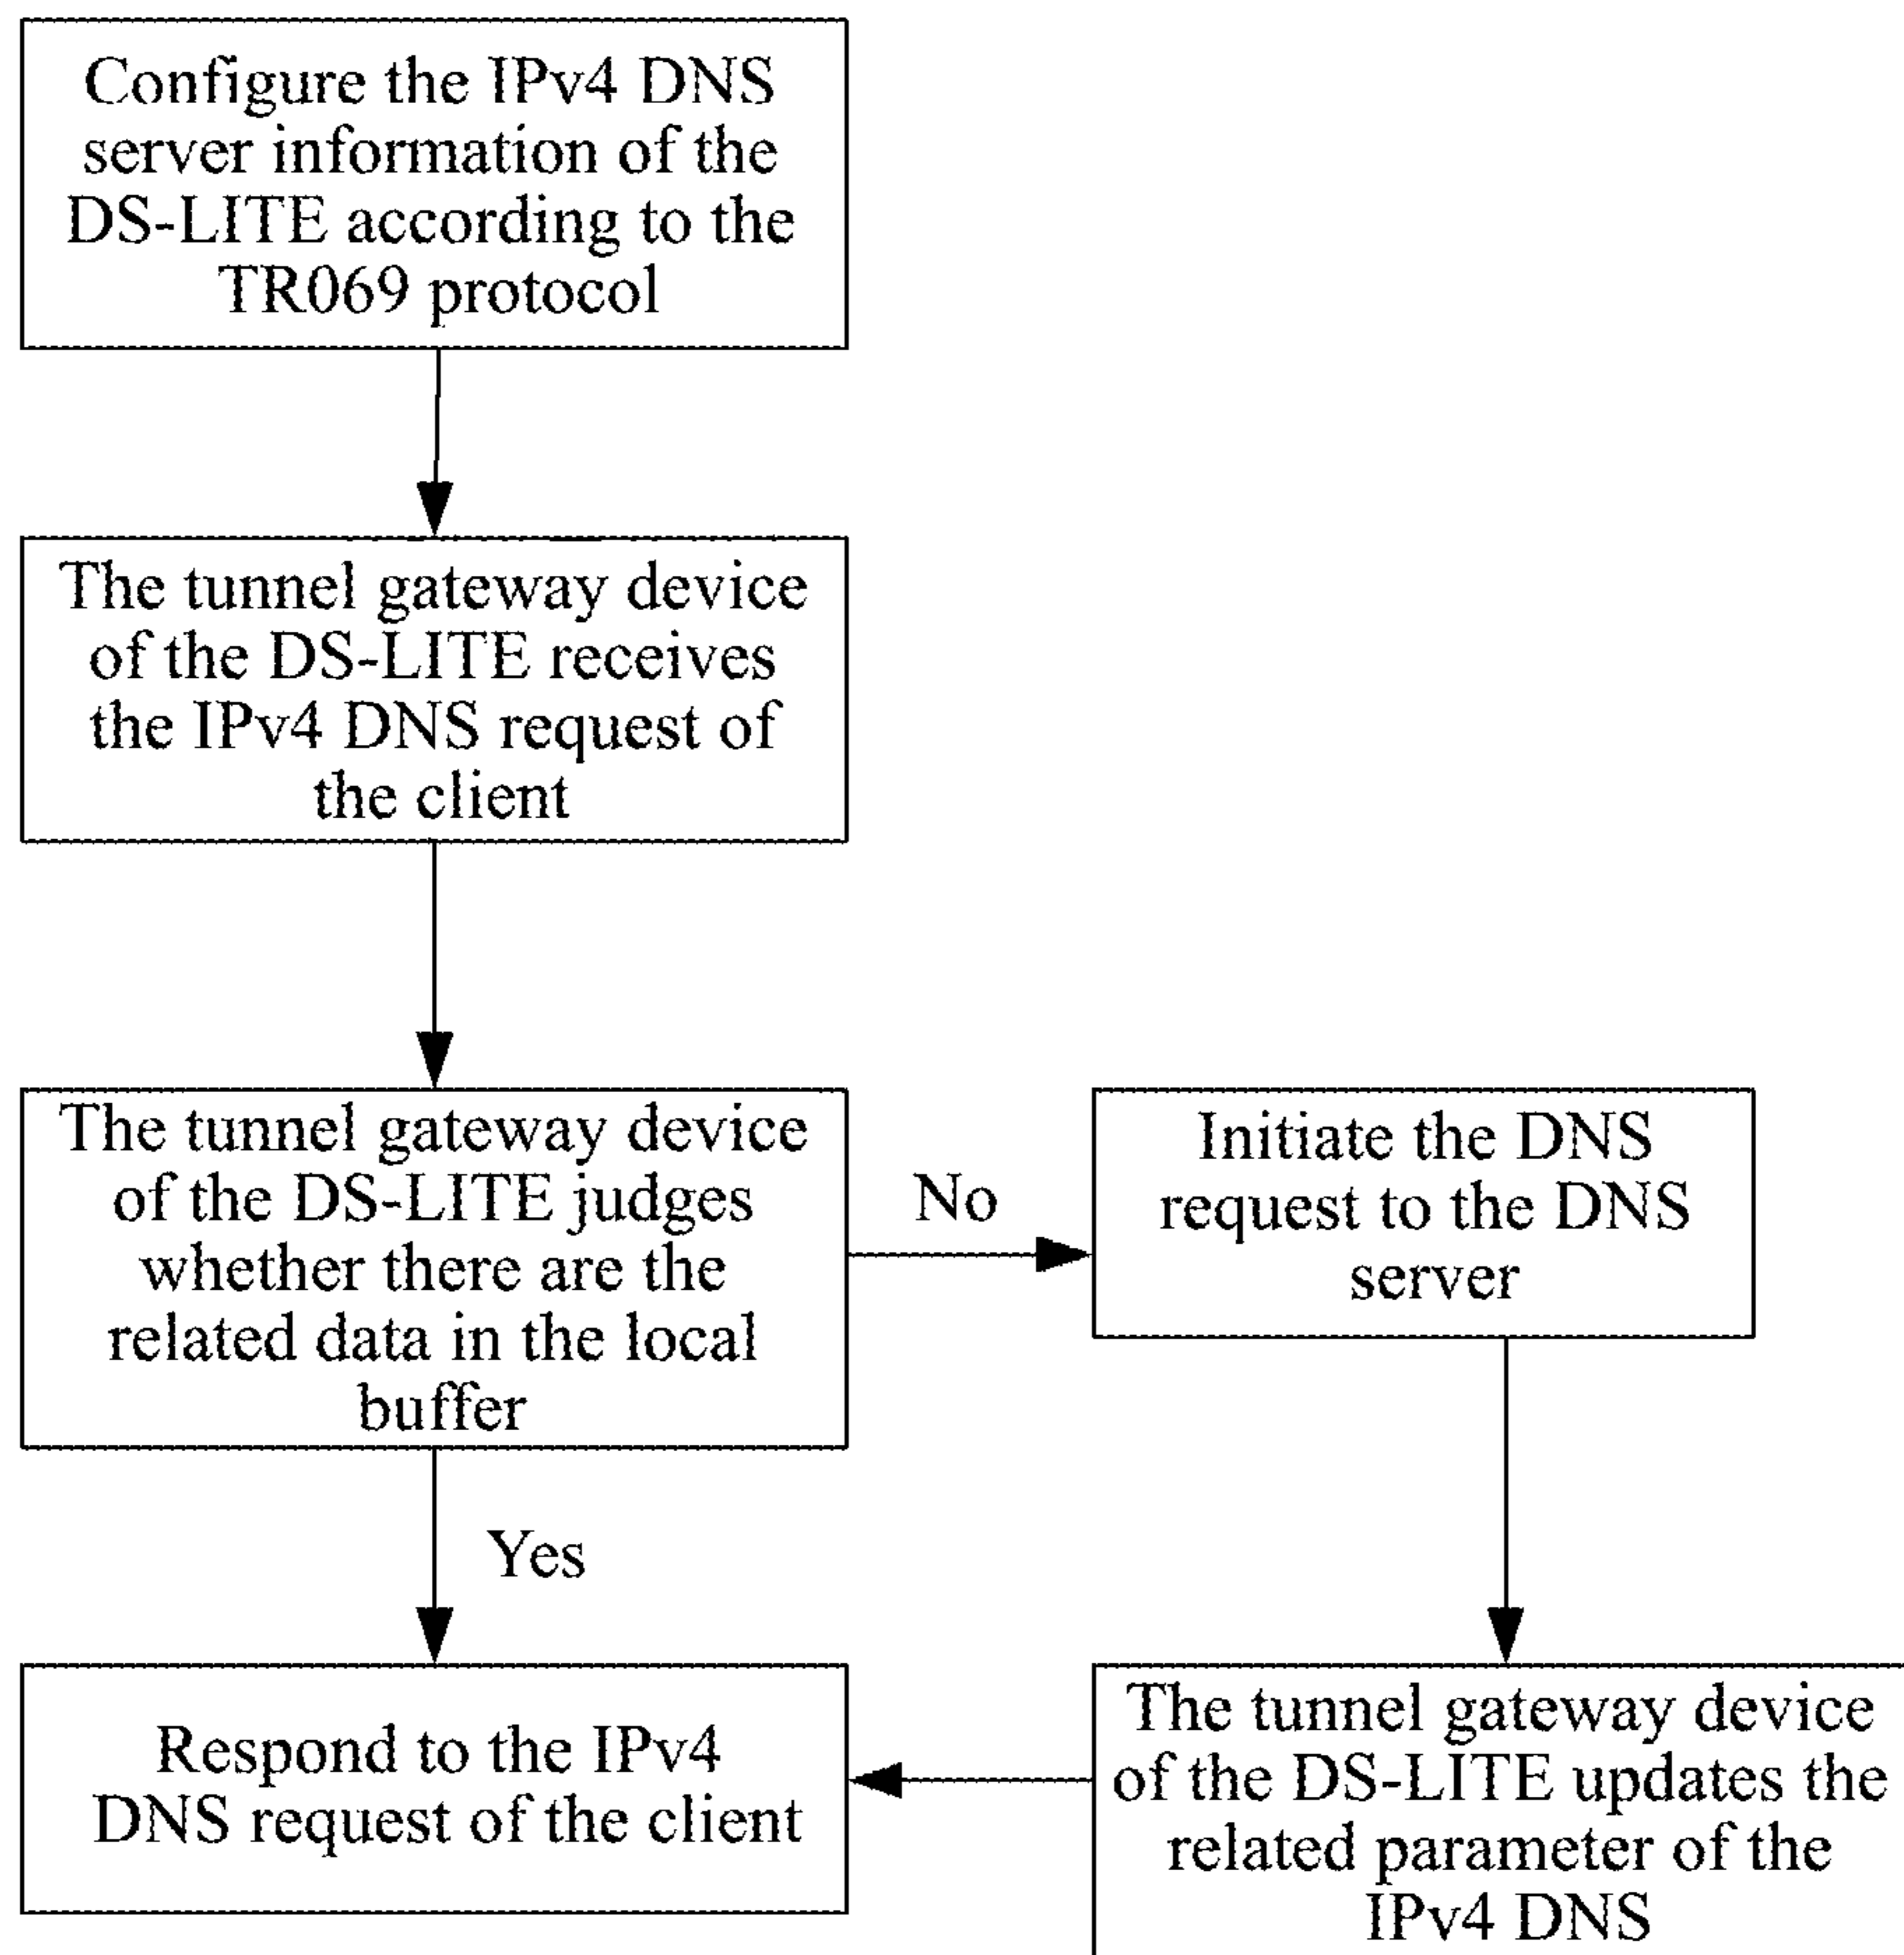 Configure the IPv4 DNS
server information of the
DS-LITE according to the
TR069 protocol
The tunnel gateway device
of the DS-LITE receives
the IPv4 DNS request of
the client
The tunnel gateway device
of the DS-LITE judges
whether there are the
related data in the local
buffer
No
Initiate the DNS
request to the DNS
server
Yes
Respond to the IPv4
DNS request of the client
The tunnel gateway device
of the DS-LITE updates the
related parameter of the
IPv4 DNS